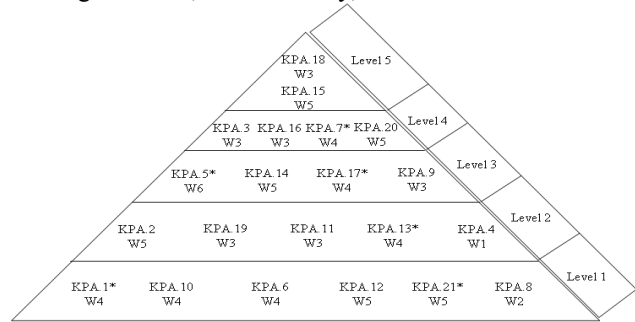 KPA.18
W3
KPA.15
W5
Level 5
KPA.3 KPA.16 KPA.7* KPA.20
W3 W3 W4 W5
Level 4
KPA.5* KPA.14 KPA.17* KPA.9
W6 W5 W4 W3
Level 3
KPA.2 KPA.19 KPA.11 KPA.13* KPA.4
W5 W3 W3 W4 W1
Level 2
KPA.1* KPA.10 KPA.6 KPA.12 KPA.21* KPA.8
W4 W4 W4 W5 W5 W2
Level 1